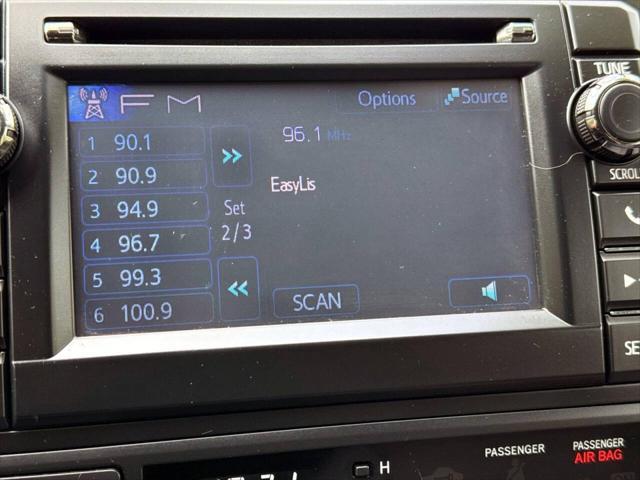 TUNE
FM Options Source
1 90.1
96.1 MHz
2 90.9
EasyLis
3 94.9
Set
2/3
4 96.7
5 99.3
6 100.9
SCAN
SCROLL
SE
PASSENGER
PASSENGER
AIR BAG
H